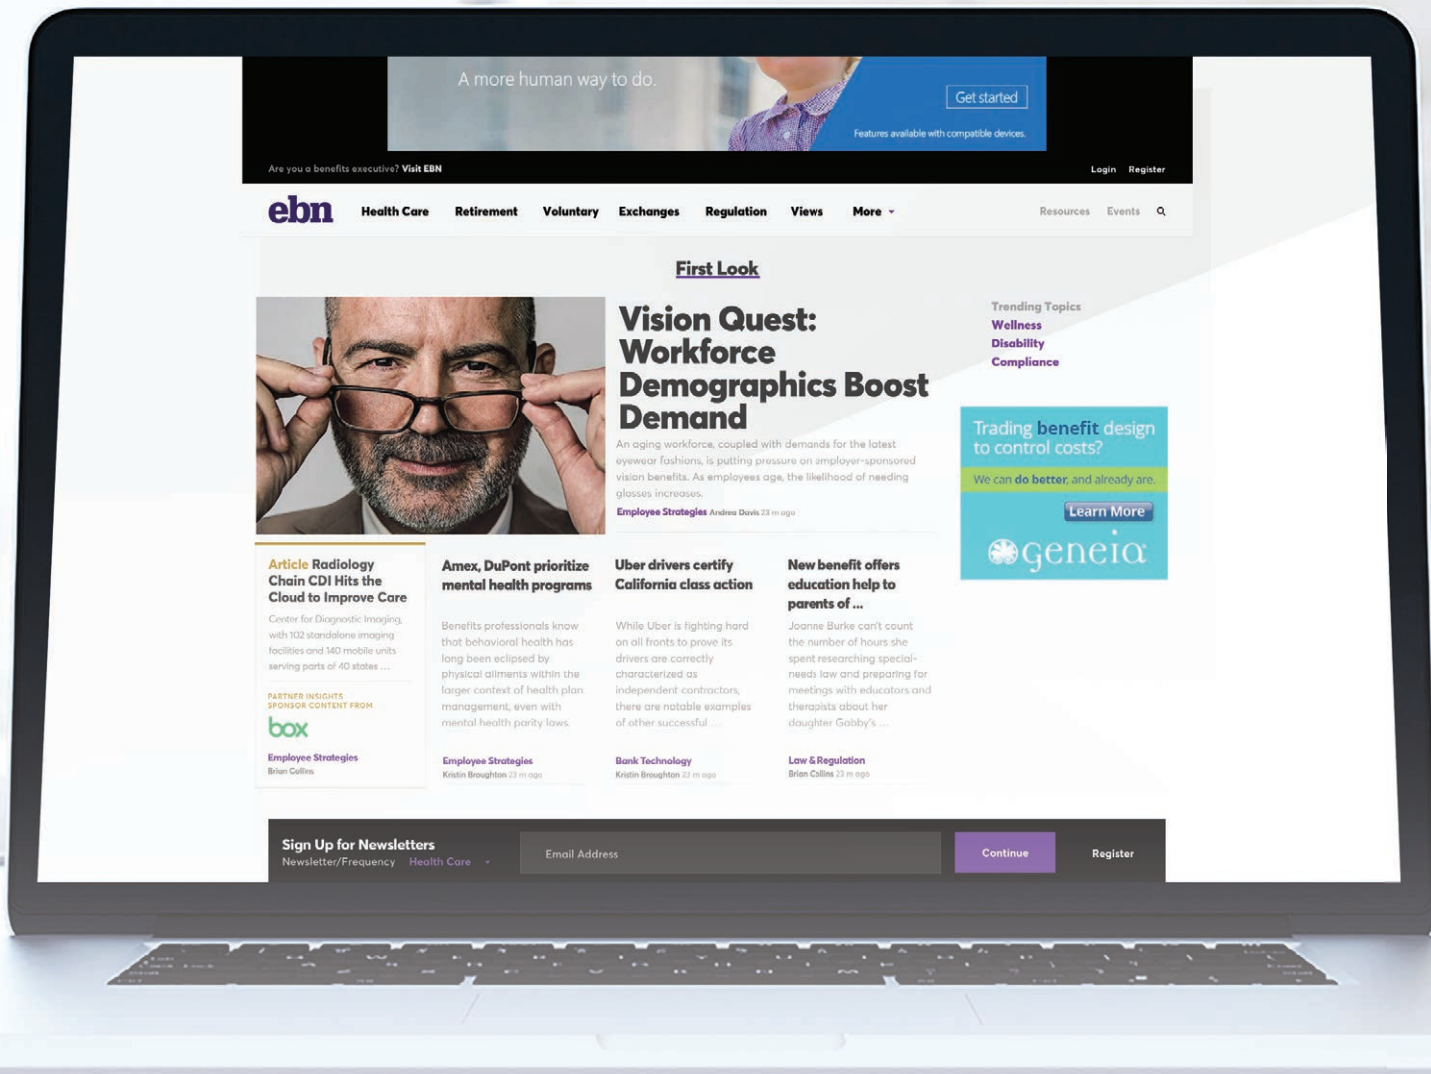 A more human way to do.
Get started
Features available with compatible devices.
Are you a benefits executive? Visit EBN
Login Register
ebn Health Care Retirement Voluntary Exchanges Regulation Views More Resources Events
First Look
Vision Quest:
Workforce
Demographics Boost
Demand
An aging workforce, coupled with demands for the latest
eyewear fashions, is putting pressure on employer-sponsored
vision benefits. As employees age, the likelihood of needing
glasses increases.
Employee Strategies Andrea Davis 23 m ago
Trending Topics
Wellness
Disability
Compliance
Trading benefit design
to control costs?
We can do better, and already are.
Learn More
geneia
Article Radiology
Chain CDI Hits the
Cloud to Improve Care
Center for Diagnostic Imaging,
with 102 standalone imaging
facilities and 140 mobile units
serving parts of 40 states ...
PARTNER INSIGHTS
SPONSOR CONTENT FROM
box
Employee Strategies
Brian Collins
Amex, DuPont prioritize
mental health programs
Benefits professionals know
that behavioral health has
long been eclipsed by
physical ailments within the
larger context of health plan
management, even with
mental health parity laws.
Employee Strategies
Kristin Broughton 23 m ago
Uber drivers certify
California class action
While Uber is fighting hard
on all fronts to prove its
drivers are correctly
characterized as
independent contractors,
there are notable examples
of other successful ...
Bank Technology
Kristin Broughton 23 m ago
New benefit offers
education help to
parents of ...
Joanne Burke can't count
the number of hours she
spent researching special-
needs law and preparing for
meetings with educators and
therapists about her
daughter Gabby's ...
Law & Regulation
Brian Collins 23 m ago
Sign Up for Newsletters
Newsletter/Frequency Health Care
Email Address
Continue
Register